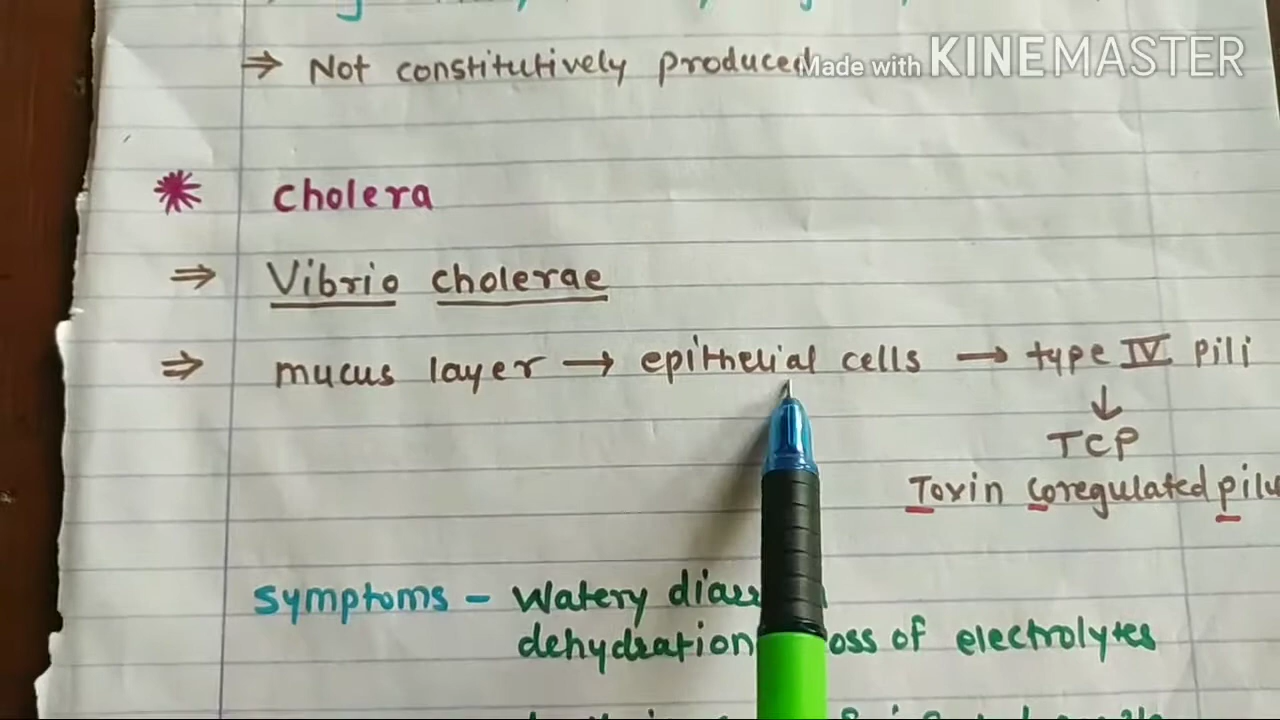 ⇒ Not constitutively produced
Made with KINEMASTER
✷ Cholera
⇒ Vibrio cholerae
⇒ mucus layer → epithelial cells → type IV pili
↓
TCP
Toxin coregulated
symptoms - Watery
dehydration of electrolytes